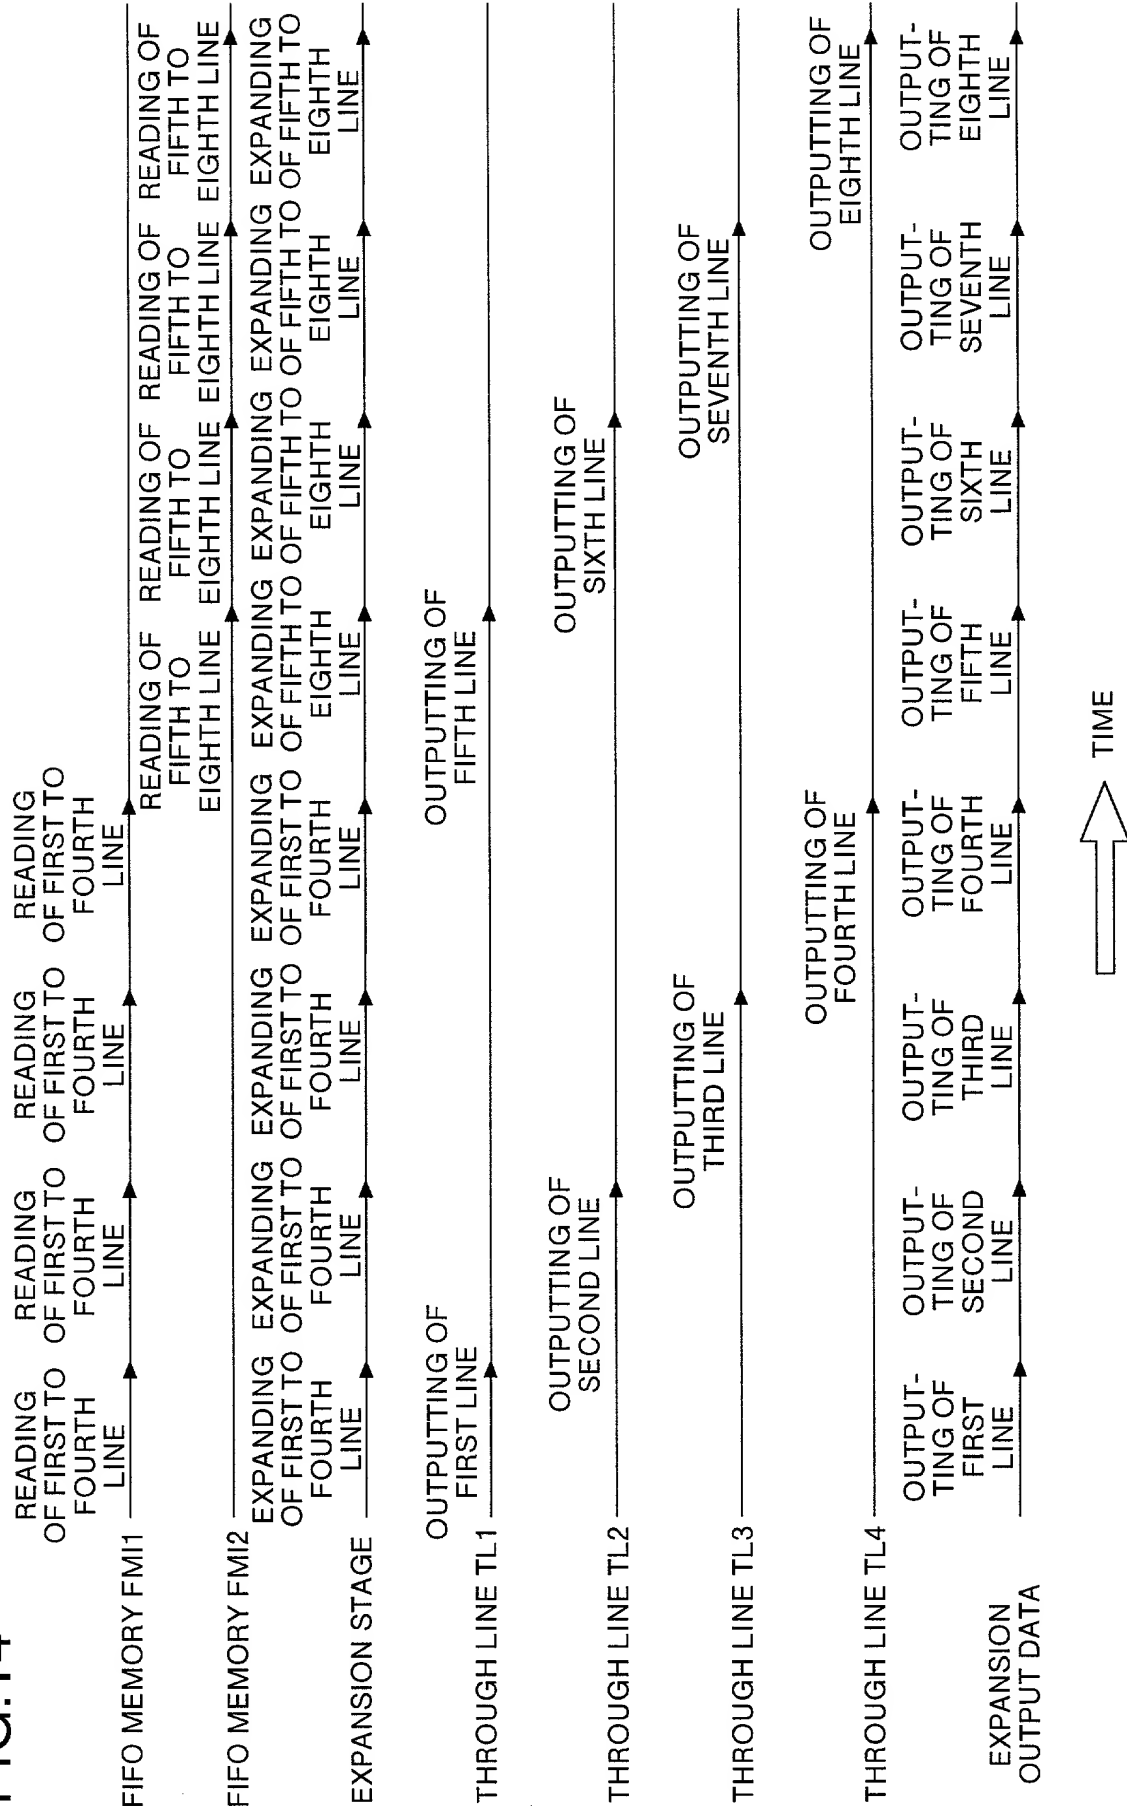 FIG.14
READING
OF FIRST TO
FOURTH
LINE
READING
OF FIRST TO
FOURTH
LINE
READING
OF FIRST TO
FOURTH
LINE
READING
OF FIRST TO
FOURTH
LINE
FIFO MEMORY FMI1
READING OF
FIFTH TO
EIGHTH LINE
READING OF
FIFTH TO
EIGHTH LINE
READING OF
FIFTH TO
EIGHTH LINE
READING OF
FIFTH TO
EIGHTH LINE
FIFO MEMORY FMI2
EXPANDING
OF FIRST TO
FOURTH
LINE
EXPANDING
OF FIRST TO
FOURTH
LINE
EXPANDING
OF FIRST TO
FOURTH
LINE
EXPANDING
OF FIRST TO
FOURTH
LINE
EXPANDING
OF FIFTH TO
EIGHTH
LINE
EXPANDING
OF FIFTH TO
EIGHTH
LINE
EXPANDING
OF FIFTH TO
EIGHTH
LINE
EXPANDING
OF FIFTH TO
EIGHTH
LINE
EXPANSION STAGE
OUTPUTTING OF
FIRST LINE
OUTPUTTING OF
FIFTH LINE
THROUGH LINE TL1
OUTPUTTING OF
SECOND LINE
OUTPUTTING OF
SIXTH LINE
THROUGH LINE TL2
OUTPUTTING OF
THIRD LINE
OUTPUTTING OF
SEVENTH LINE
THROUGH LINE TL3
OUTPUTTING OF
FOURTH LINE
OUTPUTTING OF
EIGHTH LINE
THROUGH LINE TL4
OUTPUT-
TING OF
FIRST
LINE
OUTPUT-
TING OF
SECOND
LINE
OUTPUT-
TING OF
THIRD
LINE
OUTPUT-
TING OF
FOURTH
LINE
OUTPUT-
TING OF
FIFTH
LINE
OUTPUT-
TING OF
SIXTH
LINE
OUTPUT-
TING OF
SEVENTH
LINE
OUTPUT-
TING OF
EIGHTH
LINE
EXPANSION
OUTPUT DATA
TIME